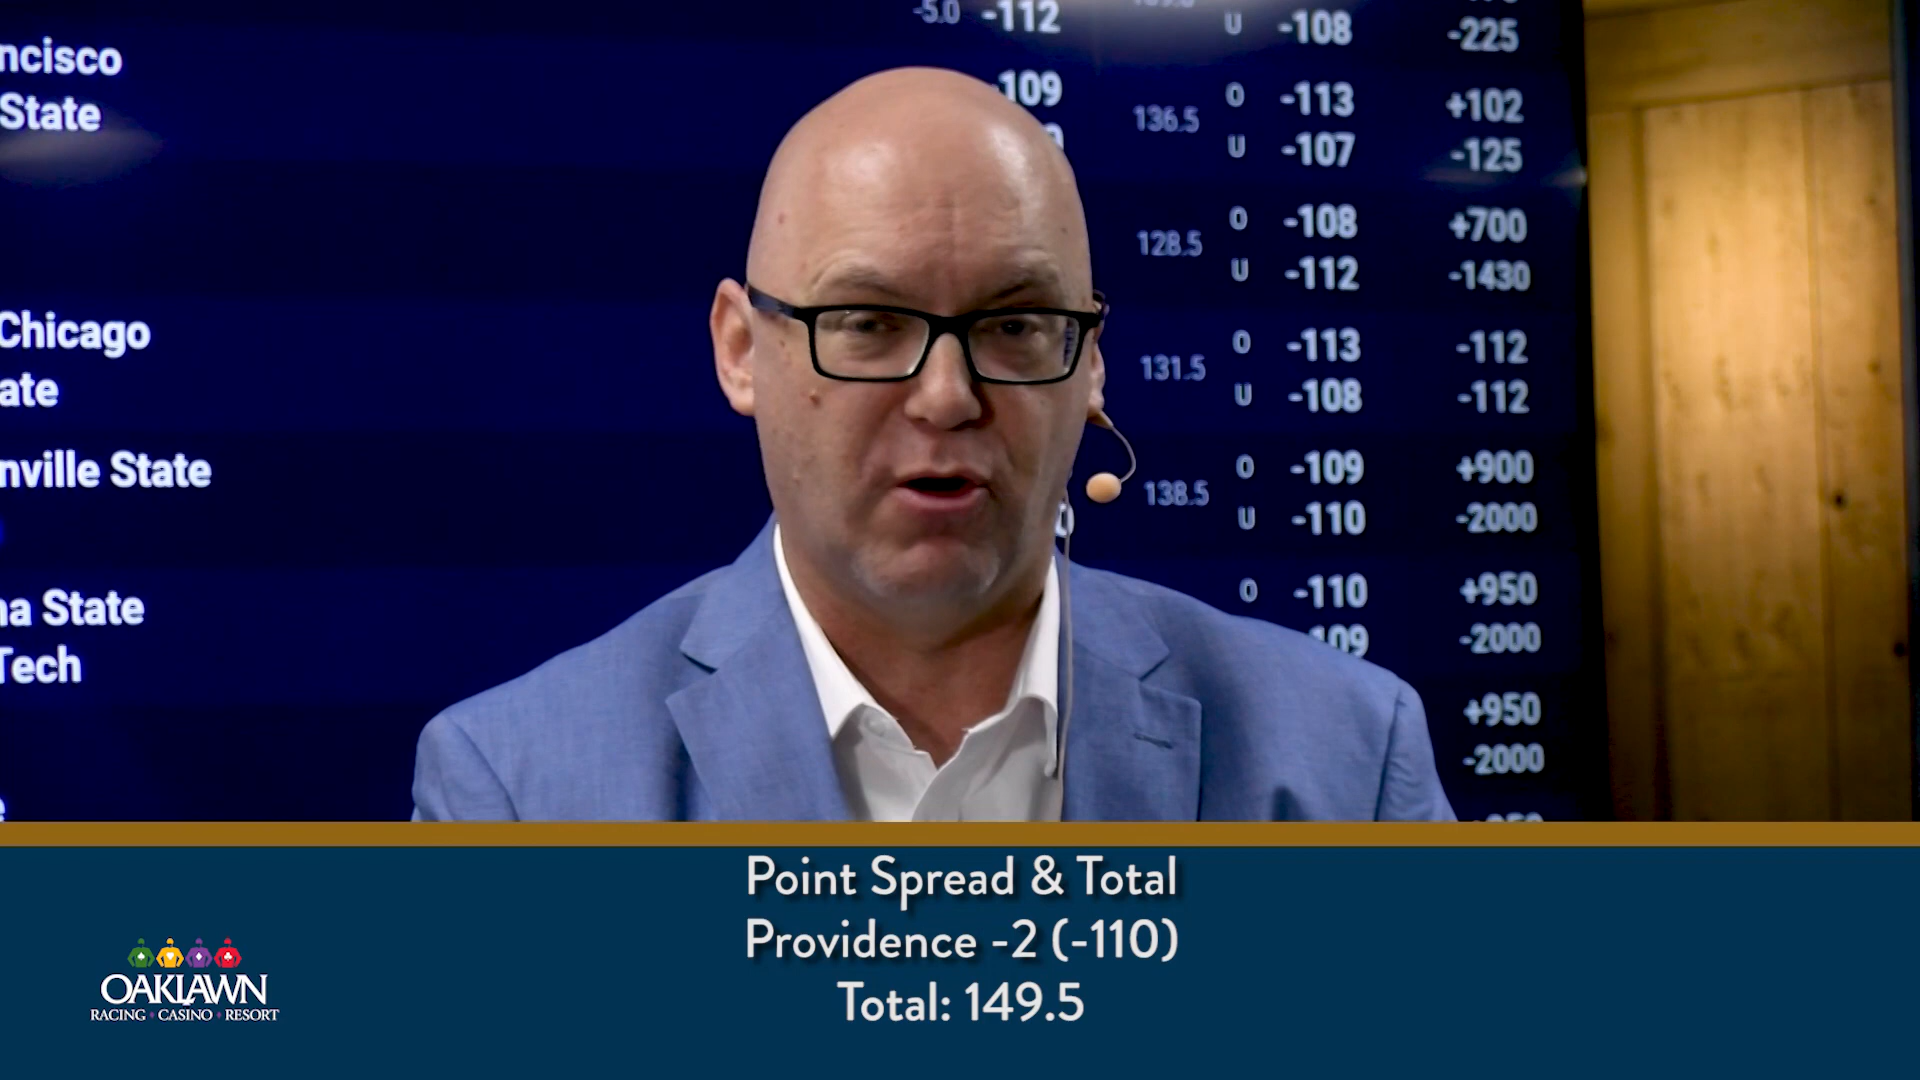 -5.0 -112
U -108 -225
ncisco
State
109
136.5
O -113 +102
U -107 -125
128.5
O -108 +700
U -112 -1430
Chicago
ate
131.5
O -113 -112
U -108 -112
nville State
138.5
O -109 +900
U -110 -2000
na State
Tech
O -110 +950
109 -2000
+950
-2000
Point Spread & Total
Providence -2 (-110)
Total: 149.5
OAKLAWN
RACING • CASINO • RESORT